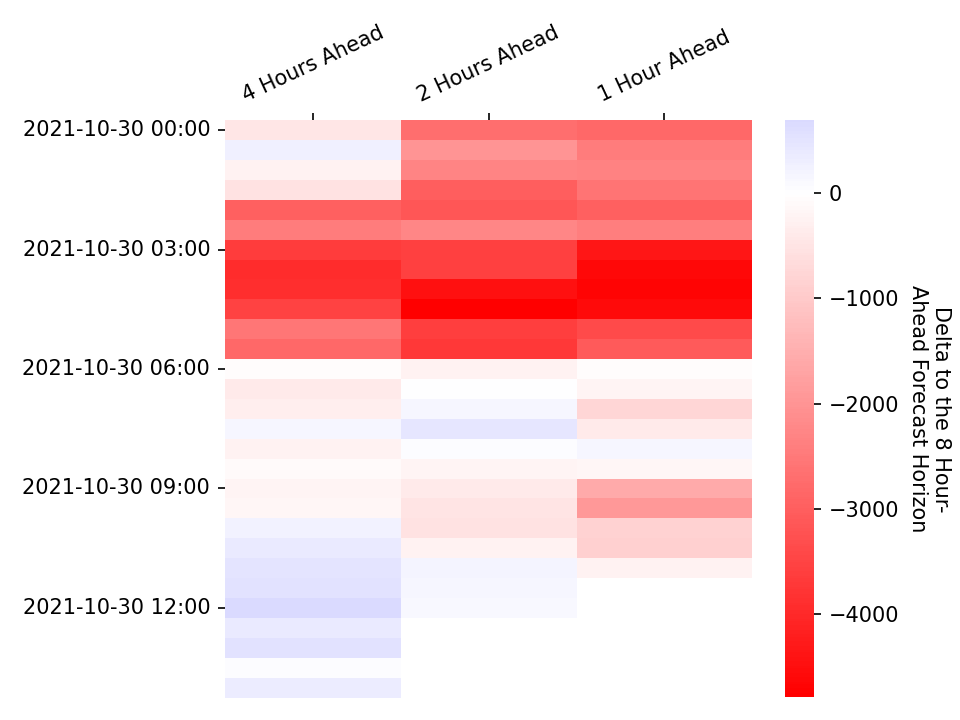 4 Hours Ahead
2 Hours Ahead
1 Hour Ahead
2021-10-30 00:00
2021-10-30 03:00
2021-10-30 06:00
2021-10-30 09:00
2021-10-30 12:00
0
−1000
−2000
−3000
−4000
Delta to the 8 Hour-
Ahead Forecast Horizon